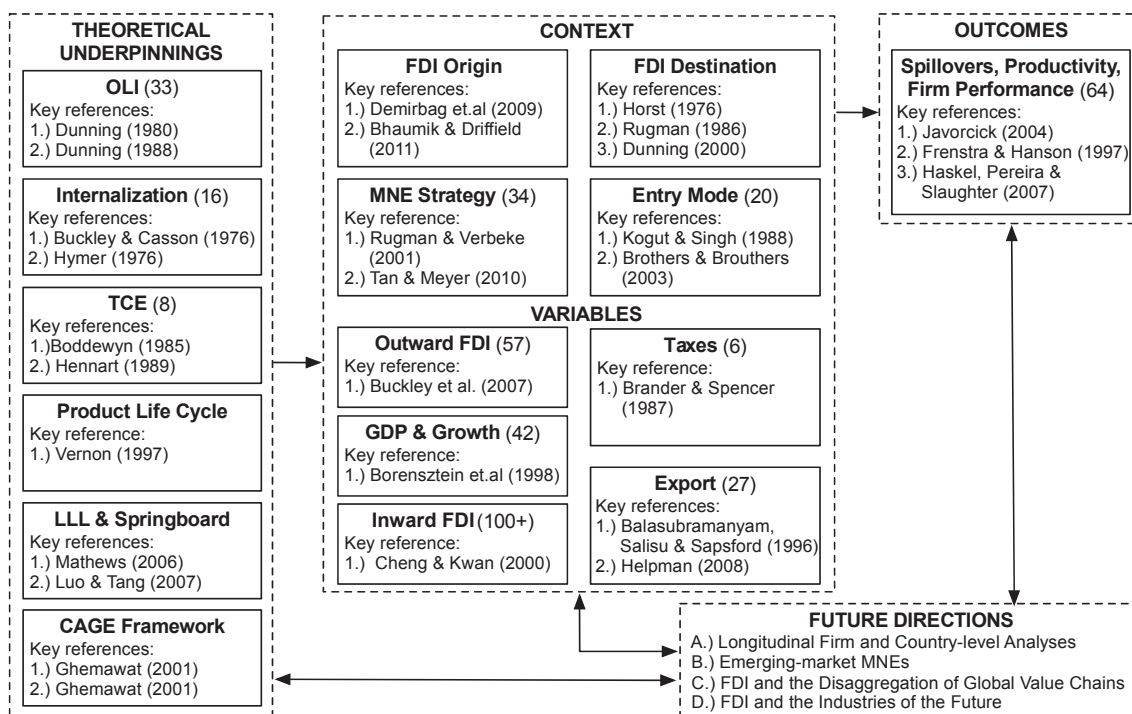 THEORETICAL
UNDERPINNINGS
OLI (33)
Key references:
1.) Dunning (1980)
2.) Dunning (1988)
Internalization (16)
Key references:
1.) Buckley & Casson (1976)
2.) Hymer (1976)
TCE (8)
Key references:
1.)Boddewyn (1985)
2.) Hennart (1989)
Product Life Cycle
Key reference:
1.) Vernon (1997)
LLL & Springboard
Key references:
1.) Mathews (2006)
2.) Luo & Tang (2007)
CAGE Framework
Key references:
1.) Ghemawat (2001)
2.) Ghemawat (2001)
CONTEXT
FDI Origin
Key references:
1.) Demirbag et.al (2009)
2.) Bhaumik & Driffield
(2011)
FDI Destination
Key references:
1.) Horst (1976)
2.) Rugman (1986)
3.) Dunning (2000)
MNE Strategy (34)
Key reference:
1.) Rugman & Verbeke
(2001)
2.) Tan & Meyer (2010)
Entry Mode (20)
Key references:
1.) Kogut & Singh (1988)
2.) Brothers & Brouthers
(2003)
VARIABLES
Outward FDI (57)
Key reference:
1.) Buckley et al. (2007)
Taxes (6)
Key reference:
1.) Brander & Spencer
(1987)
GDP & Growth (42)
Key reference:
1.) Borensztein et.al (1998)
Export (27)
Key references:
1.) Balasubramanyam,
Salisu & Sapsford (1996)
2.) Helpman (2008)
Inward FDI (100+)
Key reference:
1.) Cheng & Kwan (2000)
OUTCOMES
Spillovers, Productivity,
Firm Performance (64)
Key references:
1.) Javorcick (2004)
2.) Frenstra & Hanson (1997)
3.) Haskel, Pereira &
Slaughter (2007)
FUTURE DIRECTIONS
A.) Longitudinal Firm and Country-level Analyses
B.) Emerging-market MNEs
C.) FDI and the Disaggregation of Global Value Chains
D.) FDI and the Industries of the Future